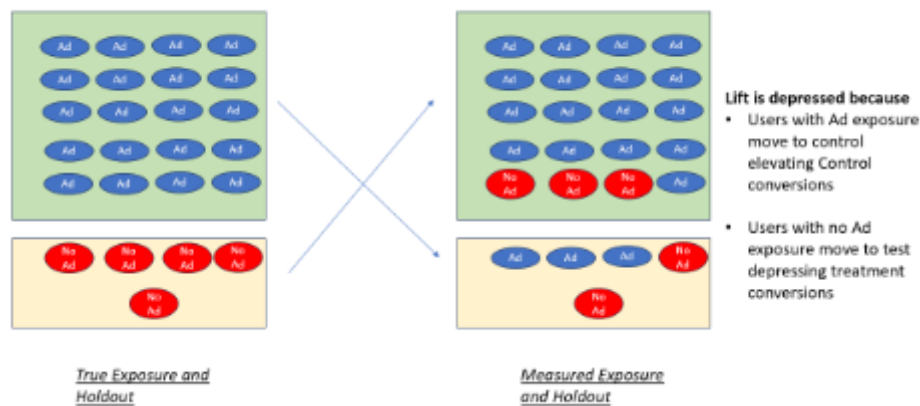 Ad Ad Ad Ad
Ad Ad Ad Ad
Ad Ad Ad Ad
Ad Ad Ad Ad
Ad Ad Ad Ad
No Ad No Ad No Ad No Ad
No Ad
True Exposure and
Holdout
Ad Ad Ad Ad
Ad Ad Ad Ad
Ad Ad Ad Ad
Ad Ad Ad Ad
No Ad No Ad No Ad Ad
Ad Ad Ad No Ad
No Ad
Measured Exposure
and Holdout
Lift is depressed because
• Users with Ad exposure
move to control
elevating Control
conversions
• Users with no Ad
exposure move to test
depressing treatment
conversions